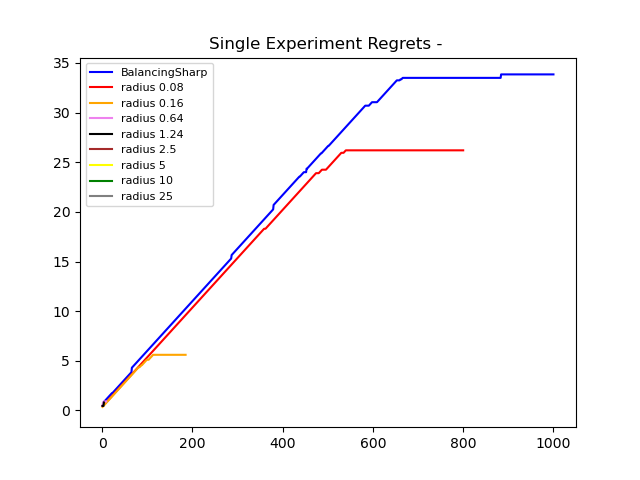 Single Experiment Regrets -
BalancingSharp
radius 0.08
radius 0.16
radius 0.64
radius 1.24
radius 2.5
radius 5
radius 10
radius 25
35
30
25
20
15
10
5
0
0 200 400 600 800 1000